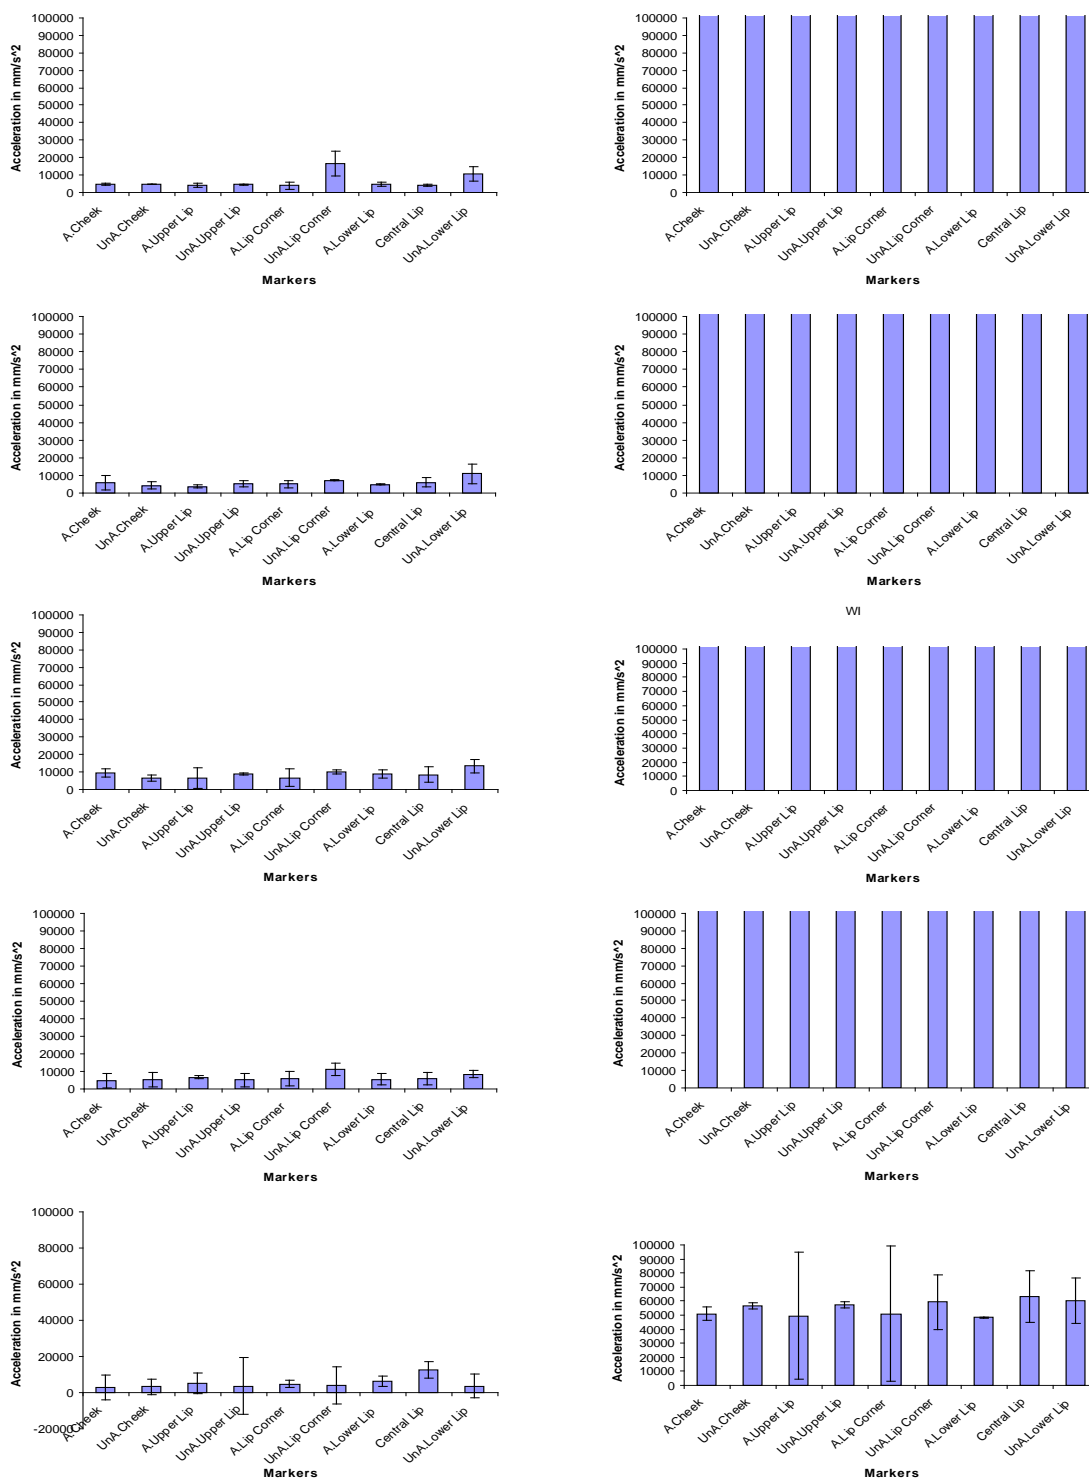 100000
90000
80000
70000
60000
50000
40000
30000
20000
10000
0
Acceleration in mm/s^2
A.Cheek
UnA.Cheek
A.Upper Lip
UnA.Upper Lip
A.Lip Corner
UnA.Lip Corner
A.Lower Lip
Central Lip
UnA.Lower Lip
Markers
100000
90000
80000
70000
60000
50000
40000
30000
20000
10000
0
Acceleration in mm/s^2
A.Cheek
UnA.Cheek
A.Upper Lip
UnA.Upper Lip
A.Lip Corner
UnA.Lip Corner
A.Lower Lip
Central Lip
UnA.Lower Lip
Markers
100000
90000
80000
70000
60000
50000
40000
30000
20000
10000
0
Acceleration in mm/s^2
A.Cheek
UnA.Cheek
A.Upper Lip
UnA.Upper Lip
A.Lip Corner
UnA.Lip Corner
A.Lower Lip
Central Lip
UnA.Lower Lip
Markers
100000
90000
80000
70000
60000
50000
40000
30000
20000
10000
0
Acceleration in mm/s^2
A.Cheek
UnA.Cheek
A.Upper Lip
UnA.Upper Lip
A.Lip Corner
UnA.Lip Corner
A.Lower Lip
Central Lip
UnA.Lower Lip
Markers
100000
90000
80000
70000
60000
50000
40000
30000
20000
10000
0
Acceleration in mm/s^2
A.Cheek
UnA.Cheek
A.Upper Lip
UnA.Upper Lip
A.Lip Corner
UnA.Lip Corner
A.Lower Lip
Central Lip
UnA.Lower Lip
Markers
WI
100000
90000
80000
70000
60000
50000
40000
30000
20000
10000
0
Acceleration in mm/s^2
A.Cheek
UnA.Cheek
A.Upper Lip
UnA.Upper Lip
A.Lip Corner
UnA.Lip Corner
A.Lower Lip
Central Lip
UnA.Lower Lip
Markers
100000
90000
80000
70000
60000
50000
40000
30000
20000
10000
0
Acceleration in mm/s^2
A.Cheek
UnA.Cheek
A.Upper Lip
UnA.Upper Lip
A.Lip Corner
UnA.Lip Corner
A.Lower Lip
Central Lip
UnA.Lower Lip
Markers
100000
90000
80000
70000
60000
50000
40000
30000
20000
10000
0
Acceleration in mm/s^2
A.Cheek
UnA.Cheek
A.Upper Lip
UnA.Upper Lip
A.Lip Corner
UnA.Lip Corner
A.Lower Lip
Central Lip
UnA.Lower Lip
Markers
100000
80000
60000
40000
20000
0
-20000
Acceleration in mm/s^2
A.Cheek
UnA.Cheek
A.Upper Lip
UnA.Upper Lip
A.Lip Corner
UnA.Lip Corner
A.Lower Lip
Central Lip
UnA.Lower Lip
Markers
100000
90000
80000
70000
60000
50000
40000
30000
20000
10000
0
Acceleration in mm/s^2
A.Cheek
UnA.Cheek
A.Upper Lip
UnA.Upper Lip
A.Lip Corner
UnA.Lip Corner
A.Lower Lip
Central Lip
UnA.Lower Lip
Markers